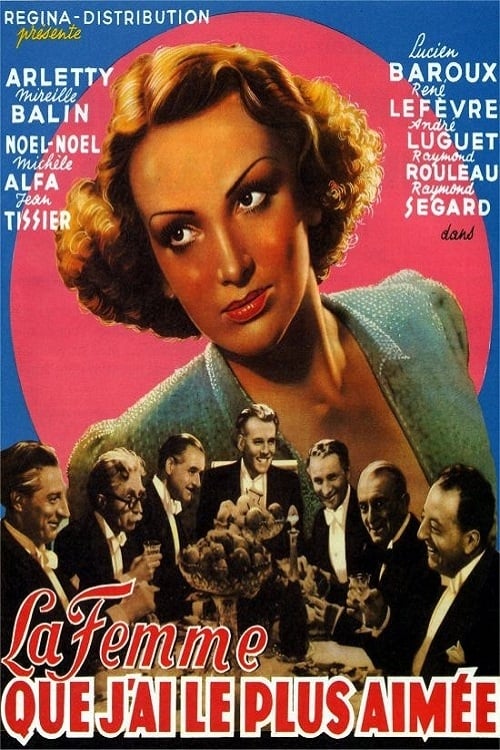 REGINA-DISTRIBUTION
présente
ARLETTY
Mireille
BALIN
NOEL-NOEL
Michèle
ALFA
Jean
TISSIER
Lucien
BAROUX
René
LEFÈVRE
André
LUGUET
Raymond
ROULEAU
Raymond
SEGARD
dans
La Femme
QUE J'AI LE PLUS AIMÉE